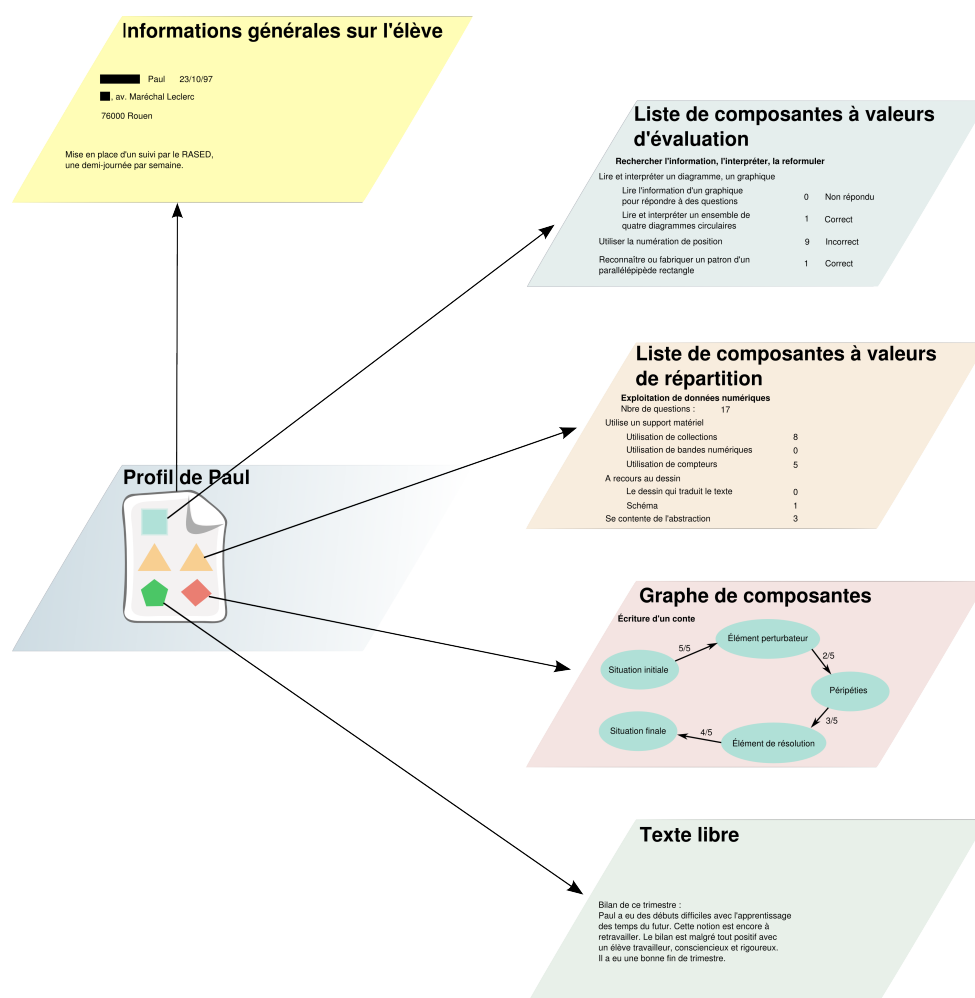 Informations générales sur l'élève
Paul 23/10/97
, av. Maréchal Leclerc
76000 Rouen
Mise en place d'un suivi par le RASED,
une demi-journée par semaine.
Liste de composantes à valeurs
d'évaluation
Rechercher l'information, l'interpréter, la reformuler
Lire et interpréter un diagramme, un graphique
Lire l'information d'un graphique
pour répondre à des questions 0 Non répondu
Lire et interpréter un ensemble de
quatre diagrammes circulaires 1 Correct
Utiliser la numération de position 9 Incorrect
Reconnaître ou fabriquer un patron d'un
parallélépipède rectangle 1 Correct
Liste de composantes à valeurs
de répartition
Exploitation de données numériques
Nbre de questions : 17
Utilise un support matériel
Utilisation de collections 8
Utilisation de bandes numériques 0
Utilisation de compteurs 5
A recours au dessin
Le dessin qui traduit le texte 0
Schéma 1
Se contente de l'abstraction 3
Profil de Paul
Graphe de composantes
Écriture d'un conte
Situation initiale
5/5
Élément perturbateur
2/5
Péripéties
3/5
Élément de résolution
4/5
Situation finale
Texte libre
Bilan de ce trimestre :
Paul a eu des débuts difficiles avec l'apprentissage
des temps du futur. Cette notion est encore à
retravailler. Le bilan est malgré tout positif avec
un élève travailleur, consciencieux et rigoureux.
Il a eu une bonne fin de trimestre.